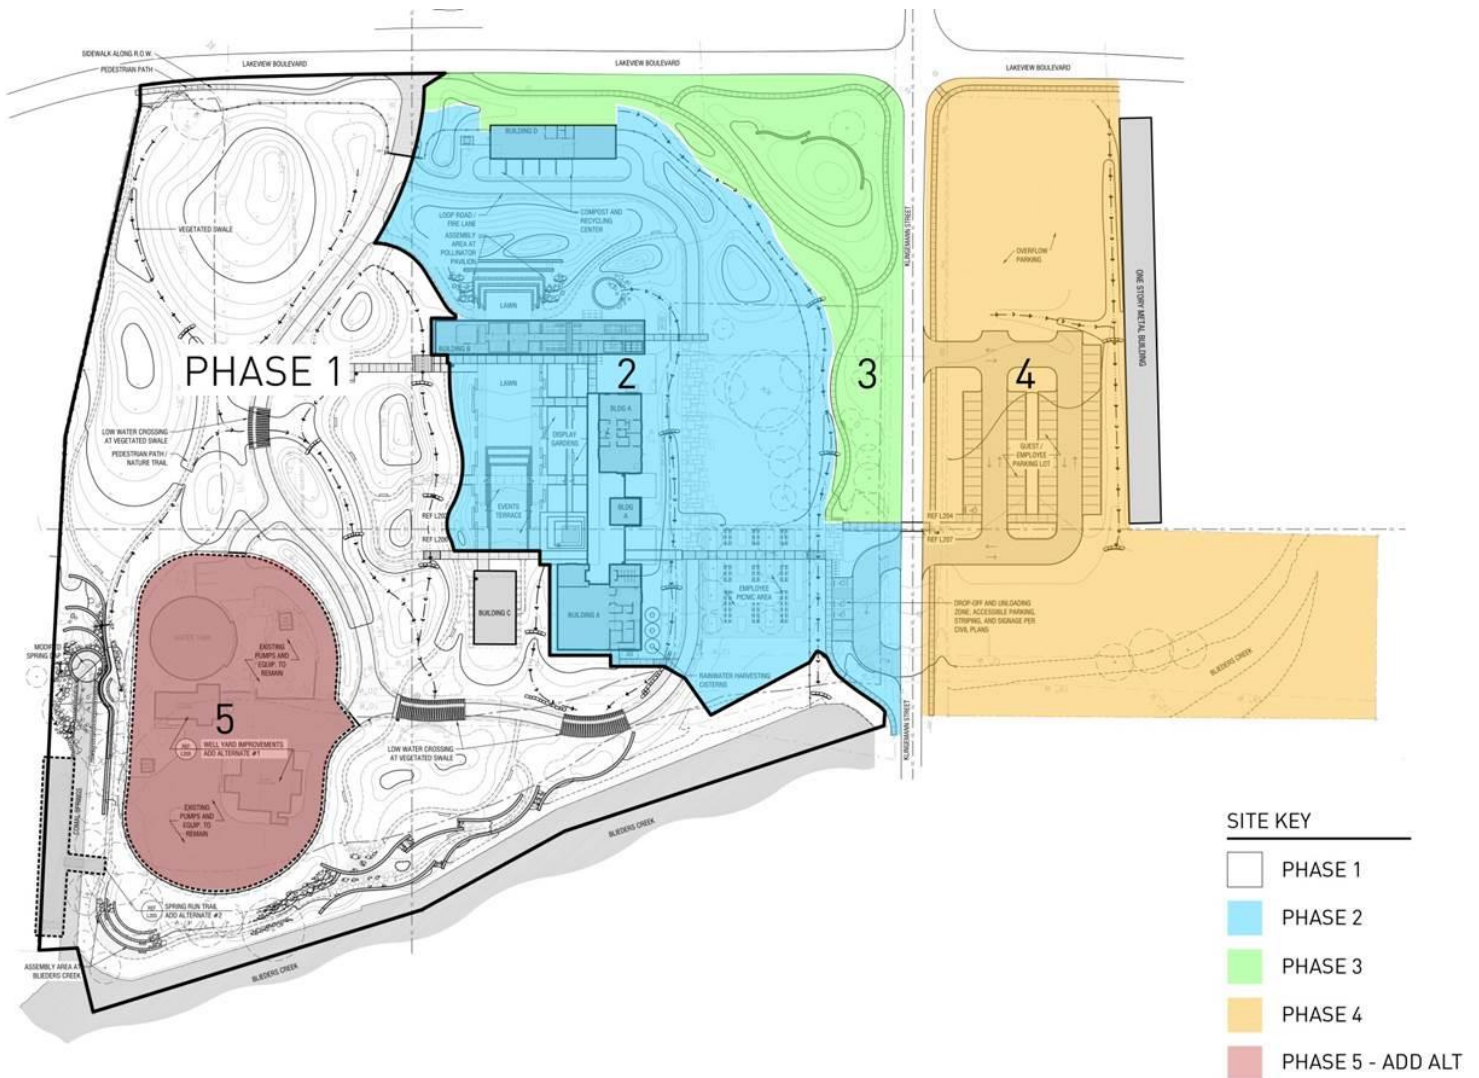 SIDEWALK ALONG R.O.W.
PEDESTRIAN PATH
LAKEVIEW BOULEVARD
LAKEVIEW BOULEVARD
LAKEVIEW BOULEVARD
BUILDING D
VEGETATED SWALE
LOOP ROAD /
FIRE LANE
ASSEMBLY
AREA AT
POLLINATOR
PAVILION
COMPOST AND
RECYCLING
CENTER
KLINGEMANN STREET
OVERFLOW
PARKING
ONE STORY METAL BUILDING
LAWN
BUILDING B
PHASE 1
2
3
4
LAWN
BLDG A
DISPLAY
GARDENS
LOW WATER CROSSING
AT VEGETATED SWALE
PEDESTRIAN PATH /
NATURE TRAIL
GUEST /
EMPLOYEE
PARKING LOT
EVENTS
TERRACE
BLDG
A
REF L204
REF L207
REF L206
BUILDING C
BUILDING A
EMPLOYEE
PICNIC AREA
DROP-OFF AND UNLOADING
ZONE, ACCESSIBLE PARKING,
STRIPING, AND SIGNAGE PER
CIVIL PLANS
WATER TANK
EXISTING
PUMPS AND
EQUIP. TO
REMAIN
BLIEDERS CREEK
RAINWATER HARVESTING
CISTERNS
5
WELL YARD IMPROVEMENTS
ADD ALTERNATE #1
LOW WATER CROSSING
AT VEGETATED SWALE
KLINGEMANN STREET
EXISTING
PUMPS AND
EQUIP. TO
REMAIN
COMAL SPRINGS
BLIEDERS CREEK
SPRING RUN TRAIL
ADD ALTERNATE #2
ASSEMBLY AREA AT
BLIEDERS CREEK
BLIEDERS CREEK
SITE KEY
PHASE 1
PHASE 2
PHASE 3
PHASE 4
PHASE 5 - ADD ALT